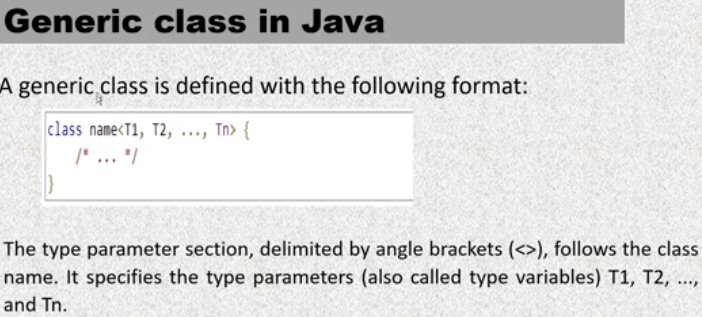 Generic class in Java
A generic class is defined with the following format:
class name<T1, T2, ..., Tn> {
/* ... */
}
The type parameter section, delimited by angle brackets (<>), follows the class
name. It specifies the type parameters (also called type variables) T1, T2, ...,
and Tn.